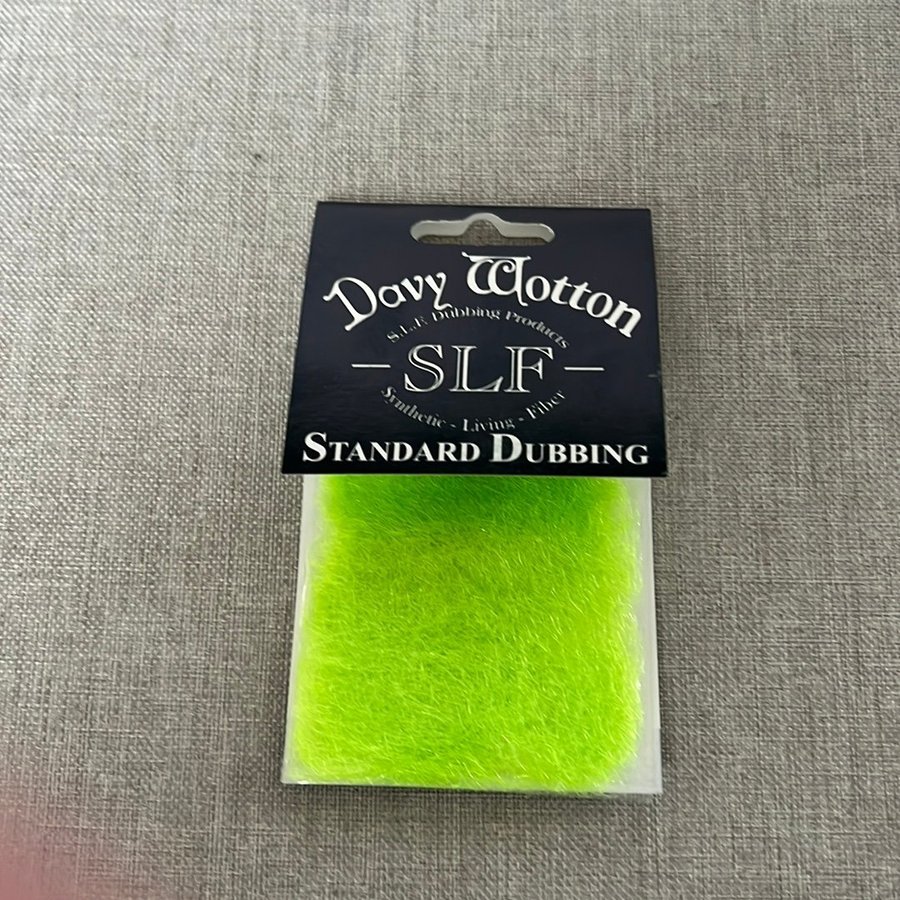 Davy Wotton
S.L.F. Dubbing Products
SLF
Synthetic - Living - Fiber
STANDARD DUBBING